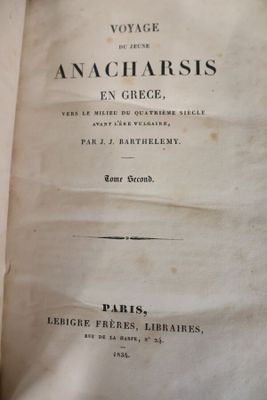 VOYAGE
DU JEUNE
ANACHARSIS
EN GRECE,
VERS LE MILIEU DU QUATRIÈME SIÈCLE
AVANT L'ÈRE VULGAIRE;
PAR J. J. BARTHELEMY.
Tome Second.
PARIS,
LEBIGRE FRÈRES, LIBRAIRES,
RUE DE LA HARPE, N° 24.
1834.